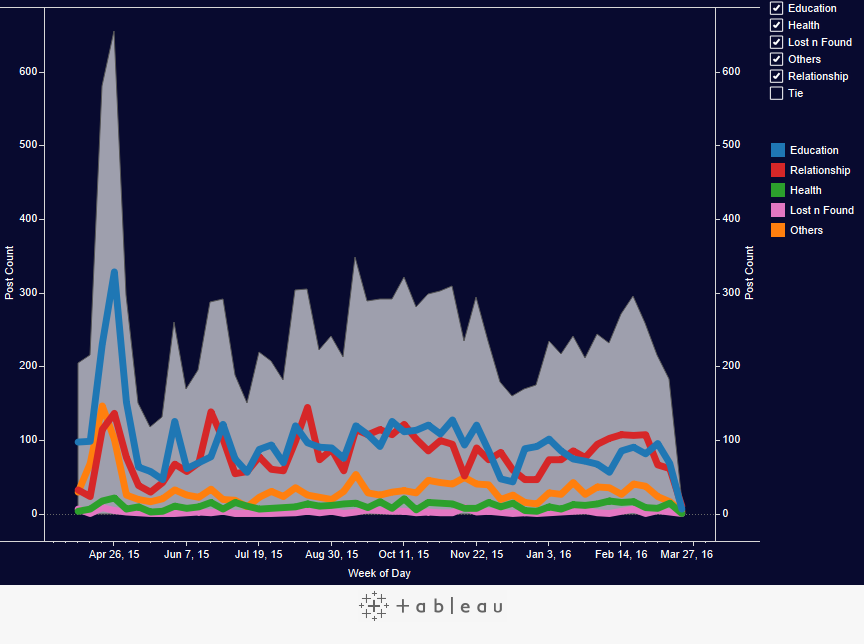 Education
Health
Lost n Found
Others
Relationship
Tie
Education
Relationship
Health
Lost n Found
Others
600
500
400
300
200
100
0
Post Count
600
500
400
300
200
100
0
Post Count
Apr 26, 15
Jun 7, 15
Jul 19, 15
Aug 30, 15
Oct 11, 15
Nov 22, 15
Jan 3, 16
Feb 14, 16
Mar 27, 16
Week of Day
+ableau